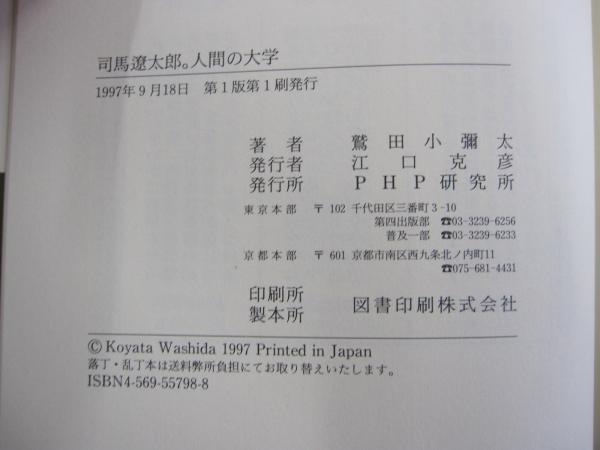 司馬遼太郎。人間の大学
1997年9月18日 第1版第1刷発行
著者 鷲田小彌太
発行者 江口克彦
発行所 PHP研究所
東京本部 〒102 千代田区三番町3-10
第四出版部 ☎03-3239-6256
普及一部 ☎03-3239-6233
京都本部 〒601 京都市南区西九条北ノ内町11
☎075-681-4431
印刷所
製本所 図書印刷株式会社
© Koyata Washida 1997 Printed in Japan
落丁・乱丁本は送料弊所負担にてお取り替えいたします。
ISBN4-569-55798-8